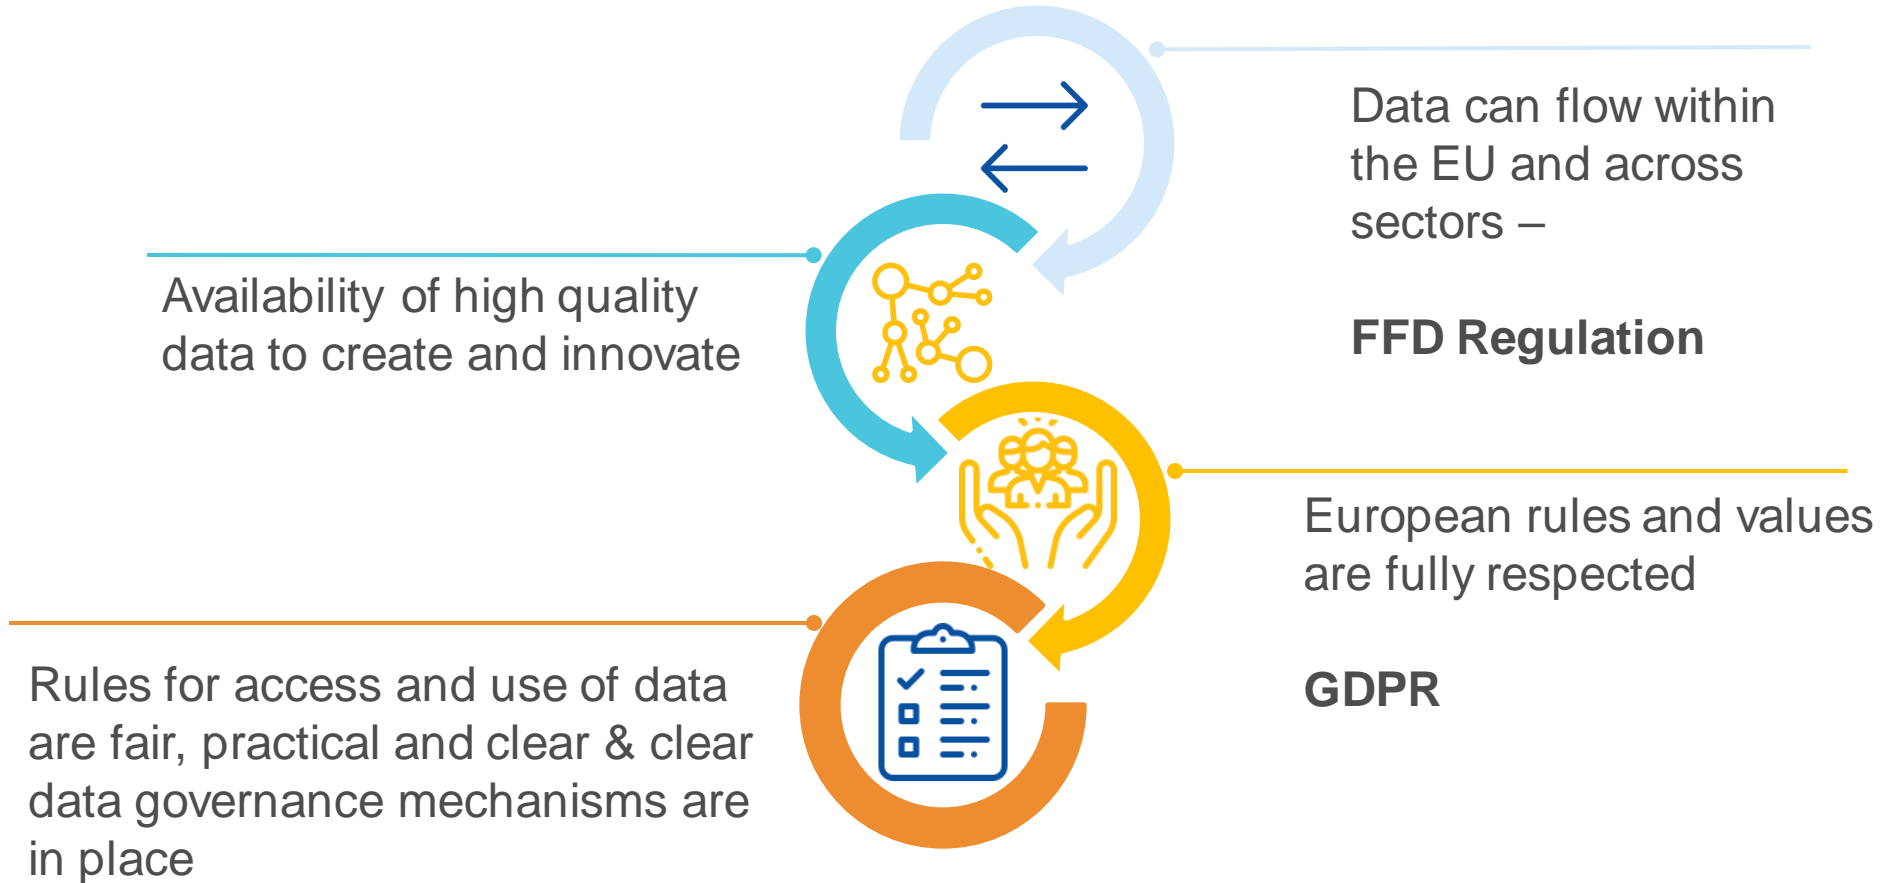 Data can flow within
the EU and across
sectors –
FFD Regulation
Availability of high quality
data to create and innovate
European rules and values
are fully respected
GDPR
Rules for access and use of data
are fair, practical and clear & clear
data governance mechanisms are
in place